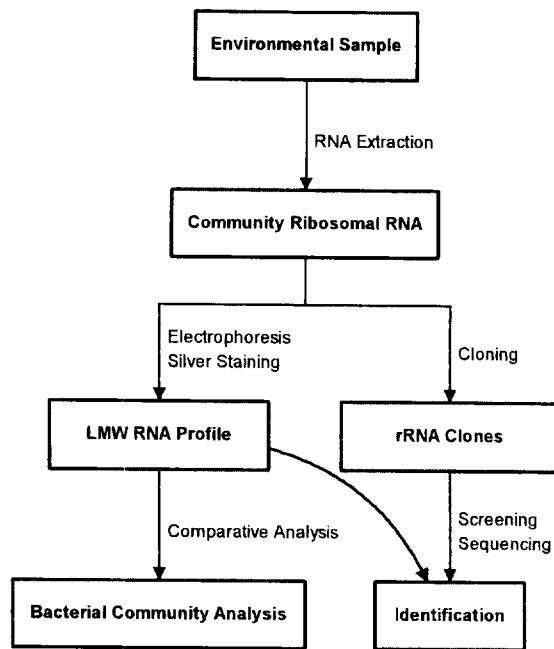 Environmental Sample
RNA Extraction
Community Ribosomal RNA
Electrophoresis
Silver Staining
Cloning
LMW RNA Profile
rRNA Clones
Comparative Analysis
Screening
Sequencing
Bacterial Community Analysis
Identification